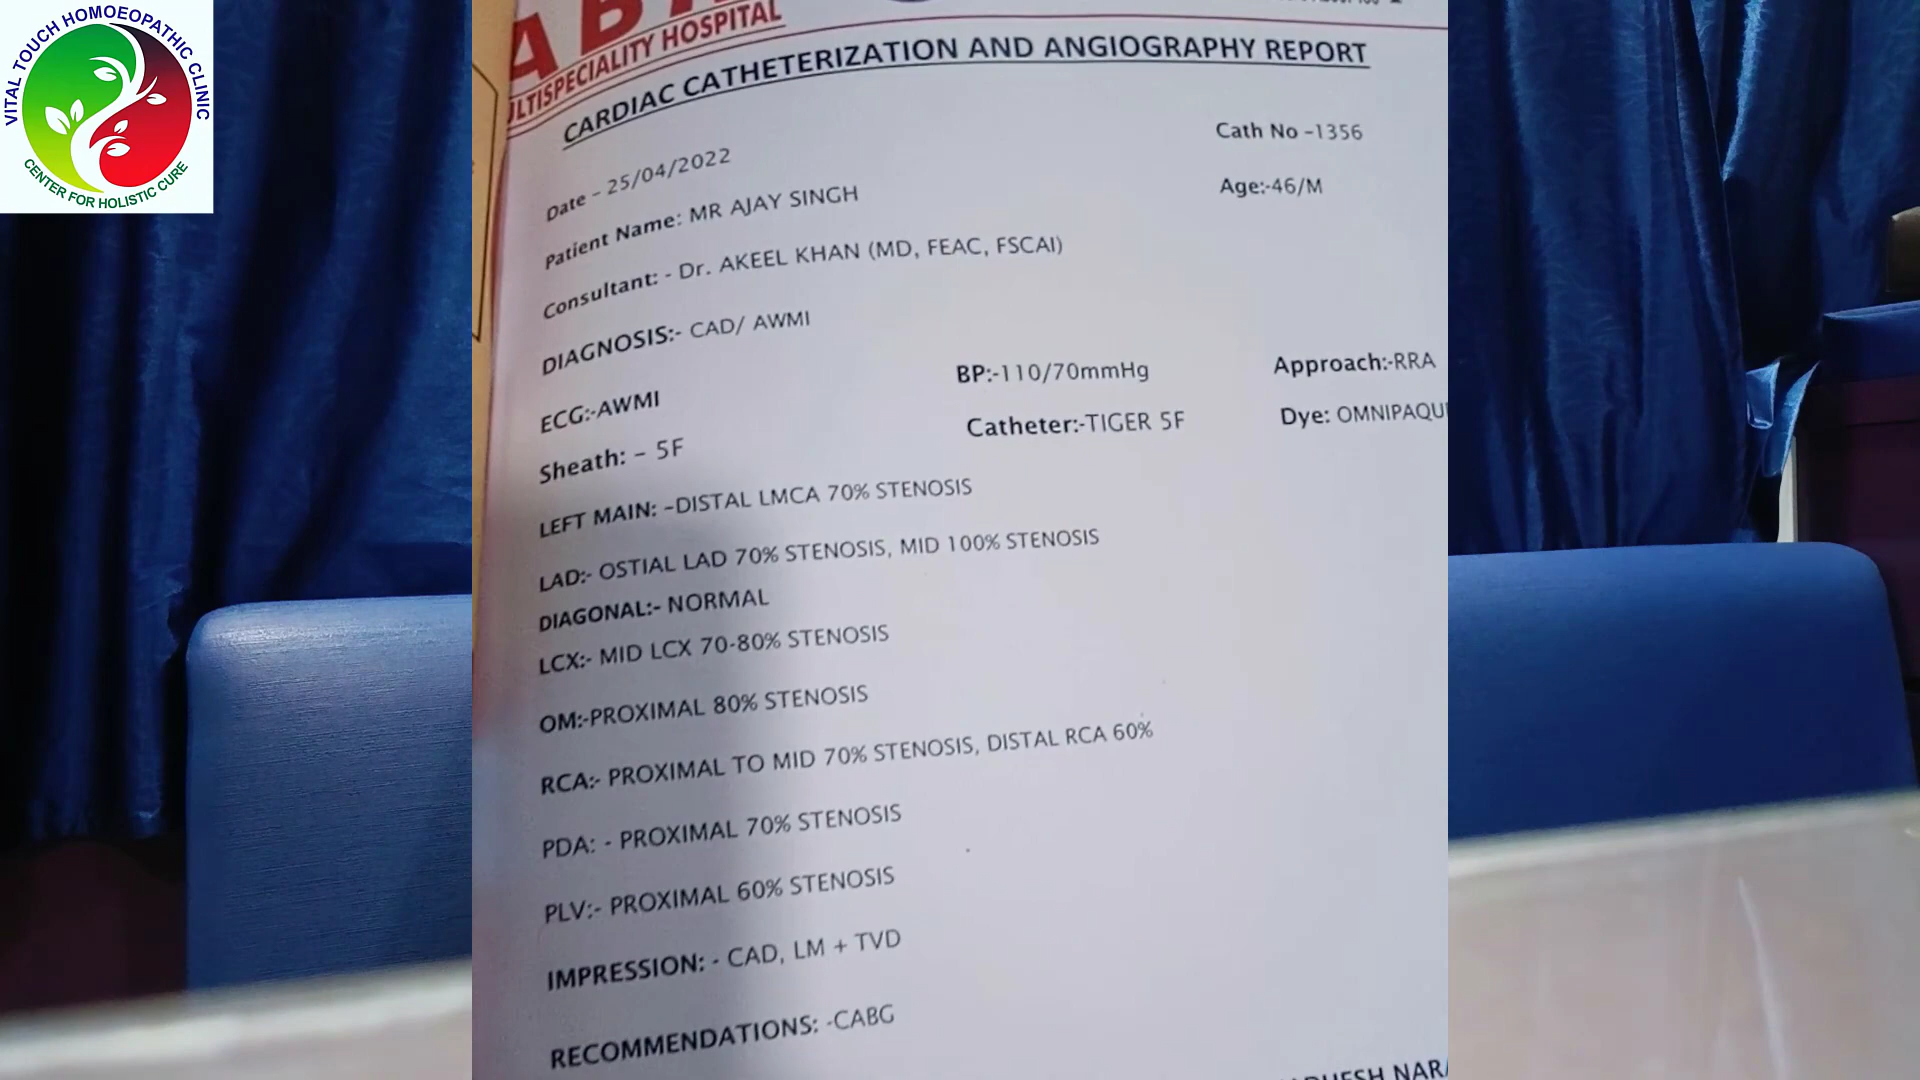 VITAL TOUCH HOMOEOPATHIC CLINIC
CENTER FOR HOLISTIC CURE
MULTISPECIALITY HOSPITAL
CARDIAC CATHETERIZATION AND ANGIOGRAPHY REPORT
Cath No -1356
Date - 25/04/2022
Patient Name: MR AJAY SINGH Age:-46/M
Consultant: - Dr. AKEEL KHAN (MD, FEAC, FSCAI)
DIAGNOSIS:- CAD/ AWMI
ECG:-AWMI BP:-110/70mmHg Approach:-RRA
Sheath: - 5F Catheter:-TIGER 5F Dye: OMNIPAQU
LEFT MAIN: -DISTAL LMCA 70% STENOSIS
LAD:- OSTIAL LAD 70% STENOSIS, MID 100% STENOSIS
DIAGONAL:- NORMAL
LCX:- MID LCX 70-80% STENOSIS
OM:-PROXIMAL 80% STENOSIS
RCA:- PROXIMAL TO MID 70% STENOSIS, DISTAL RCA 60%
PDA: - PROXIMAL 70% STENOSIS
PLV:- PROXIMAL 60% STENOSIS
IMPRESSION: - CAD, LM + TVD
RECOMMENDATIONS: -CABG